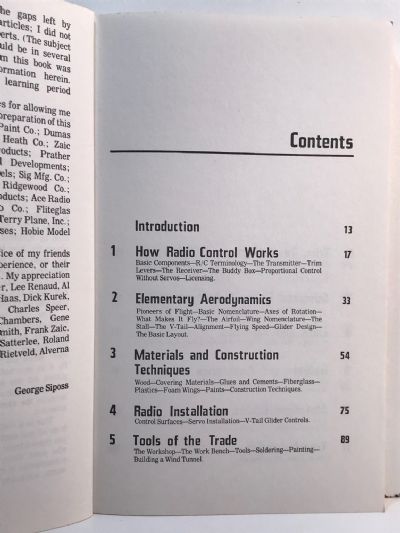 he gaps left by
articles; I did not
erts. (The subject
uld be in several
m this book was
ormation herein.
learning period
es for allowing me
preparation of this
Paint Co.; Dumas
Heath Co.; Zaic
oducts; Prather
Developments;
els; Sig Mfg. Co.;
Ridgewood Co.;
oducts; Ace Radio
o Co.; Fliteglas
Terry Plane, Inc.;
ses; Hobie Model
ice of my friends
xperience, or their
. My appreciation
r, Lee Renaud, Al
Haas, Dick Kurek,
Charles Speer,
Chambers, Gene
mith, Frank Zaic,
Satterlee, Roland
Rietveld, Alverna
George Siposs
Contents
Introduction 13
1 How Radio Control Works 17
Basic Components—R/C Terminology—The Transmitter—Trim
Levers—The Receiver—The Buddy Box—Proportional Control
Without Servos—Licensing.
2 Elementary Aerodynamics 33
Pioneers of Flight—Basic Nomenclature—Axes of Rotation—
What Makes It Fly?—The Airfoil—Wing Nomenclature—The
Stall—The V-Tail—Alignment—Flying Speed—Glider Design—
The Basic Layout.
3 Materials and Construction
Techniques 54
Wood—Covering Materials—Glues and Cements—Fiberglass—
Plastics—Foam Wings—Paints—Construction Techniques.
4 Radio Installation 75
Control Surfaces—Servo Installation—V-Tail Glider Controls.
5 Tools of the Trade 89
The Workshop—The Work Bench—Tools—Soldering—Painting—
Building a Wind Tunnel.